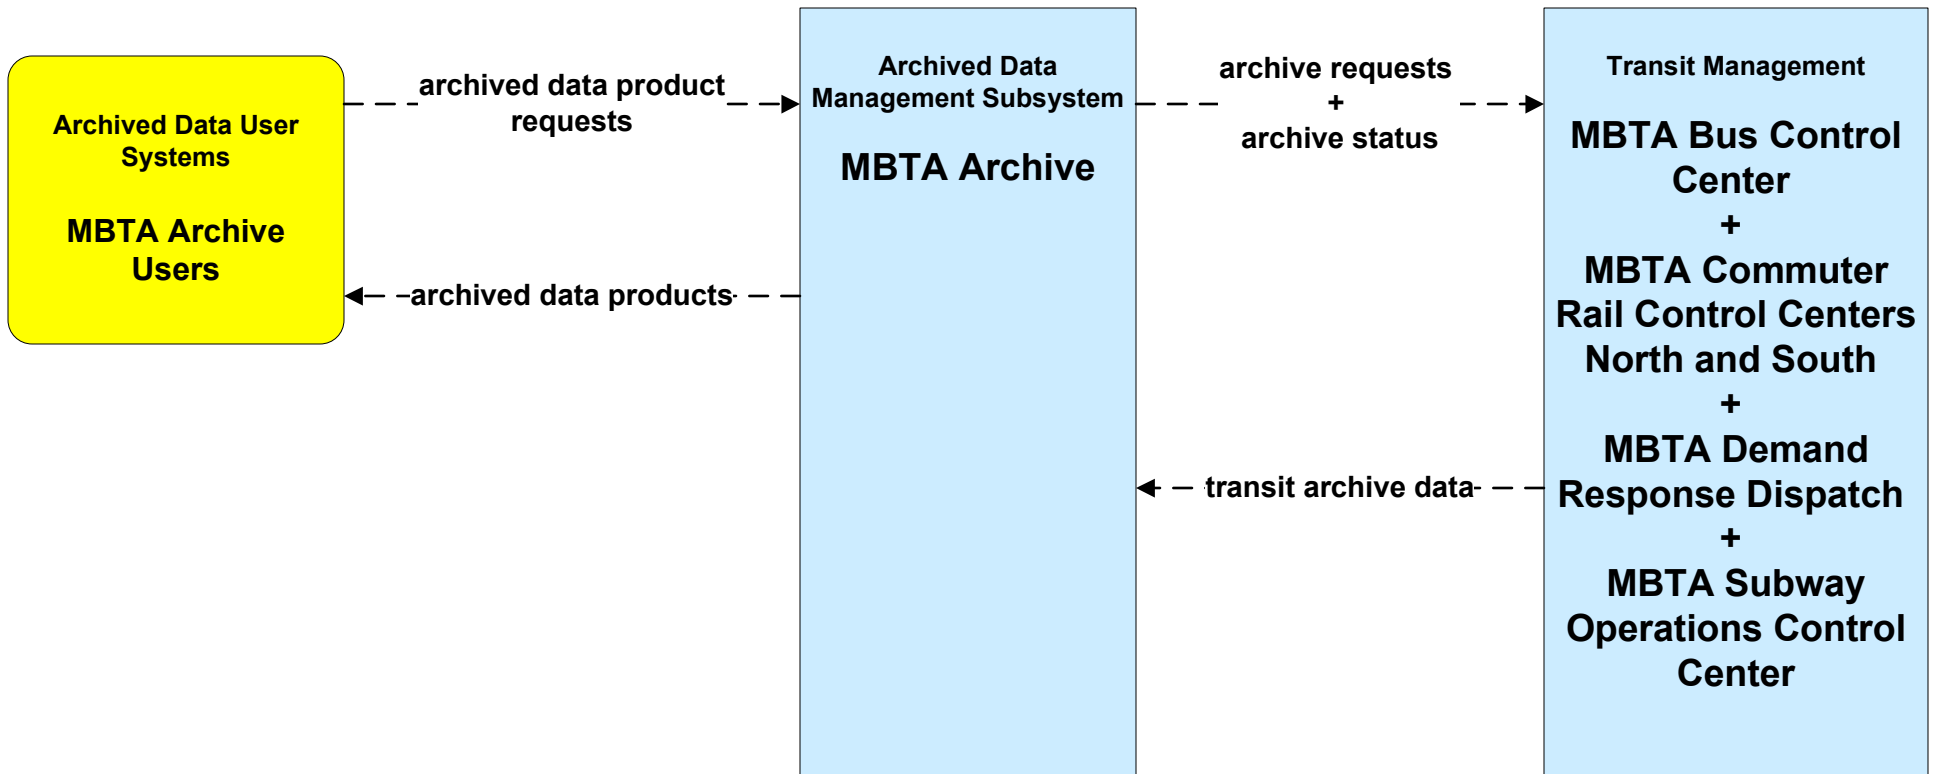 Archived Data User
Systems
MBTA Archive
Users
archived data product
requests
archived data products
Archived Data
Management Subsystem
MBTA Archive
archive requests
+
archive status
transit archive data
Transit Management
MBTA Bus Control
Center
+
MBTA Commuter
Rail Control Centers
North and South
+
MBTA Demand
Response Dispatch
+
MBTA Subway
Operations Control
Center